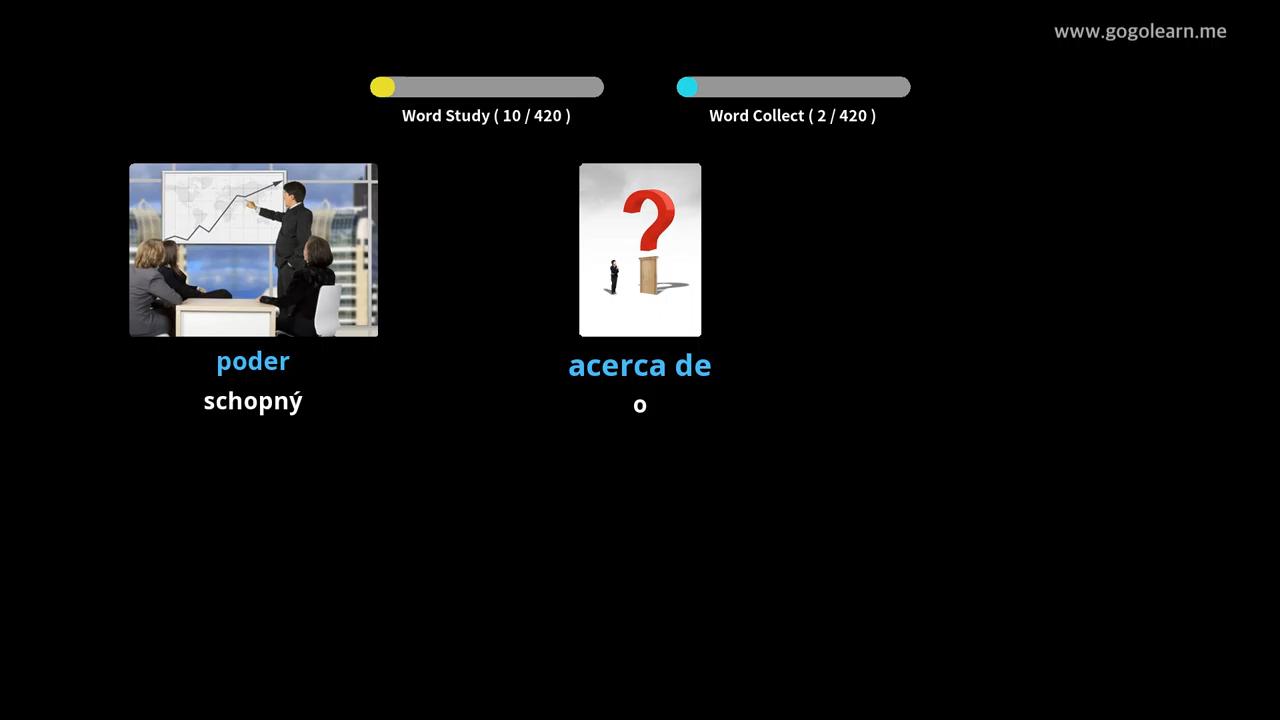 www.gogolearn.me
Word Study ( 10 / 420 )
Word Collect ( 2 / 420 )
poder
schopný
acerca de
o